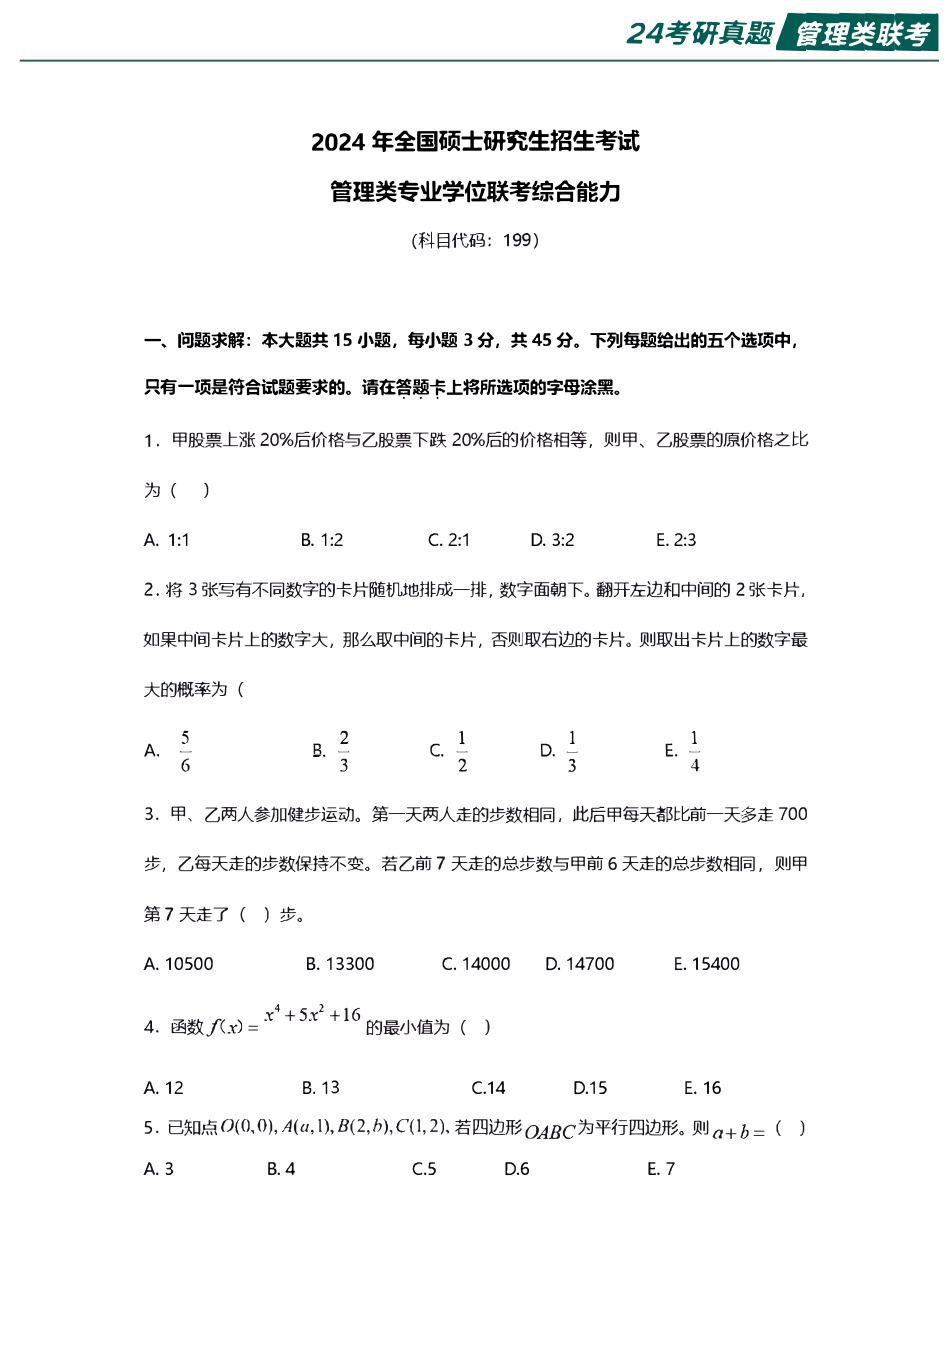 24考研真题 管理类联考
2024 年全国硕士研究生招生考试
管理类专业学位联考综合能力
(科目代码：199)
一、问题求解：本大题共 15 小题，每小题 3 分，共 45 分。下列每题给出的五个选项中，
只有一项是符合试题要求的。请在答题卡上将所选项的字母涂黑。
1. 甲股票上涨 20%后价格与乙股票下跌 20%后的价格相等，则甲、乙股票的原价格之比
为（ ）
A. 1:1 B. 1:2 C. 2:1 D. 3:2 E. 2:3
2. 将 3 张写有不同数字的卡片随机地排成一排，数字面朝下。翻开左边和中间的 2 张卡片，
如果中间卡片上的数字大，那么取中间的卡片，否则取右边的卡片。则取出卡片上的数字最
大的概率为（
A. 5/6 B. 2/3 C. 1/2 D. 1/3 E. 1/4
3. 甲、乙两人参加健步运动。第一天两人走的步数相同，此后甲每天都比前一天多走 700
步，乙每天走的步数保持不变。若乙前 7 天走的总步数与甲前 6 天走的总步数相同，则甲
第 7 天走了（ ）步。
A. 10500 B. 13300 C. 14000 D. 14700 E. 15400
4. 函数 f(x) = x⁴ + 5x² +16 的最小值为（ ）
A. 12 B. 13 C.14 D.15 E. 16
5. 已知点O(0,0), A(a,1), B(2,b), C(1,2), 若四边形OABC为平行四边形。则 a+b =（ ）
A. 3 B. 4 C.5 D.6 E. 7